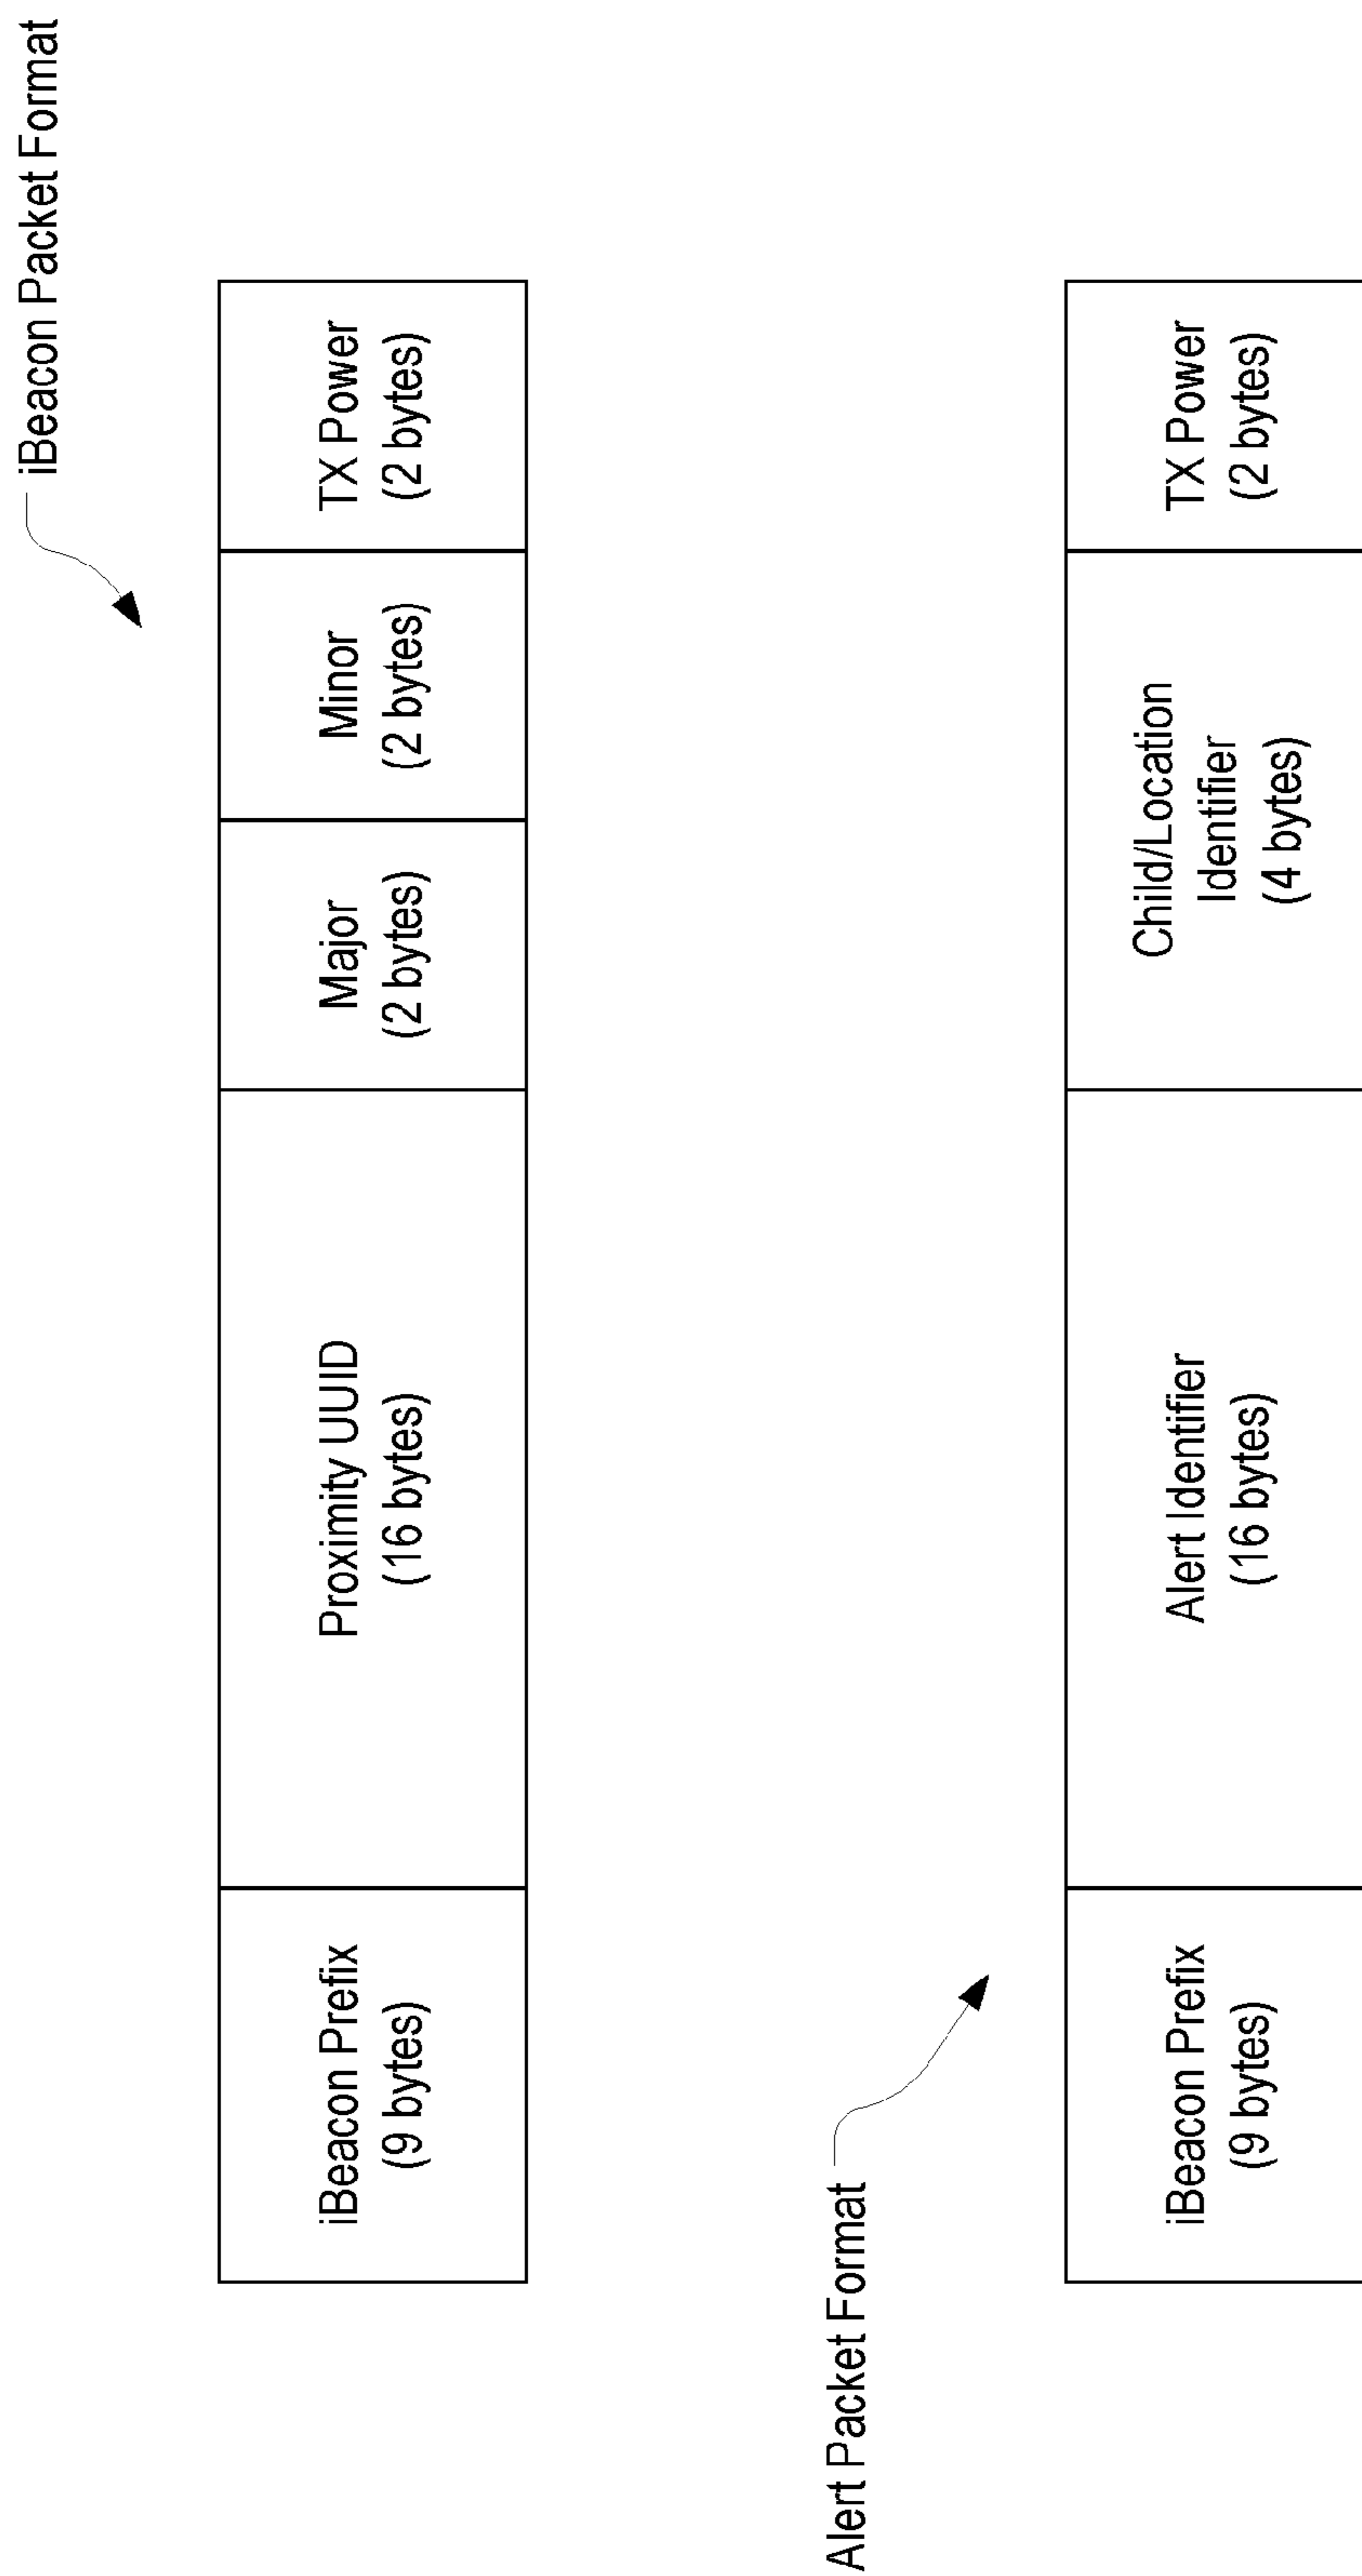 iBeacon Packet Format
iBeacon Prefix
(9 bytes)
Proximity UUID
(16 bytes)
Major
(2 bytes)
Minor
(2 bytes)
TX Power
(2 bytes)
Alert Packet Format
iBeacon Prefix
(9 bytes)
Alert Identifier
(16 bytes)
Child/Location
Identifier
(4 bytes)
TX Power
(2 bytes)